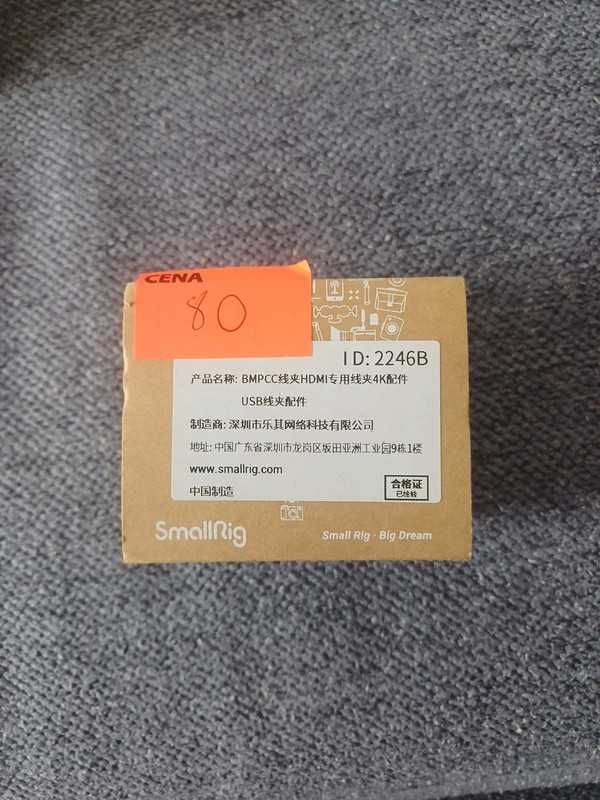 CENA
80
ID: 2246B
产品名称: BMPCC线夹HDMI专用线夹4K配件
USB线夹配件
制造商: 深圳市乐其网络科技有限公司
地址: 中国广东省深圳市龙岗区坂田亚洲工业园9栋1楼
www.smallrig.com
中国制造
合格证
已检验
SmallRig
Small Rig · Big Dream